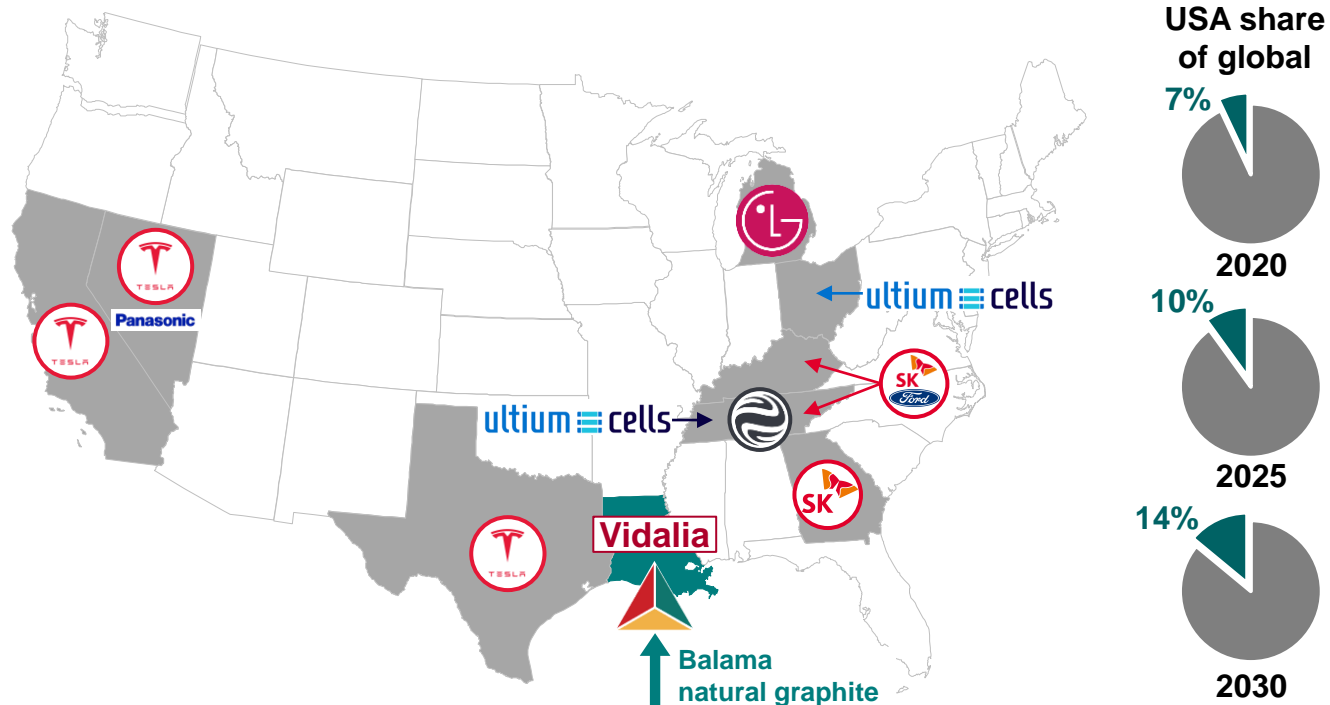 USA share
of global
7%
2020
10%
2025
14%
2030
TESLA
Panasonic
TESLA
LG
ultium cells
SK
Ford
ultium cells
SK
TESLA
Vidalia
Balama
natural graphite